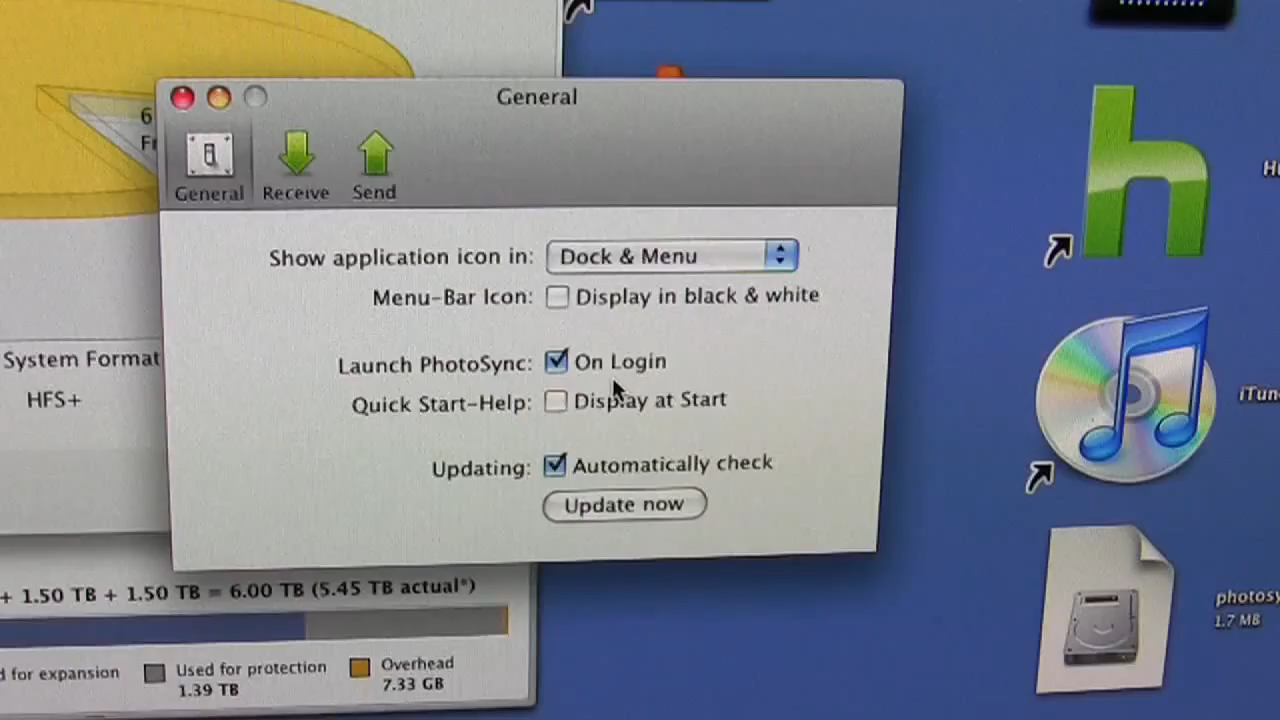 General
6
Fr
General Receive Send
Show application icon in: Dock & Menu
Menu-Bar Icon: Display in black & white
Launch PhotoSync: On Login
Quick Start-Help: Display at Start
Updating: Automatically check
Update now
System Format
HFS+
+ 1.50 TB + 1.50 TB = 6.00 TB (5.45 TB actual*)
d for expansion Used for protection Overhead
1.39 TB 7.33 GB
h
H
iTun
photosy
1.7 MB